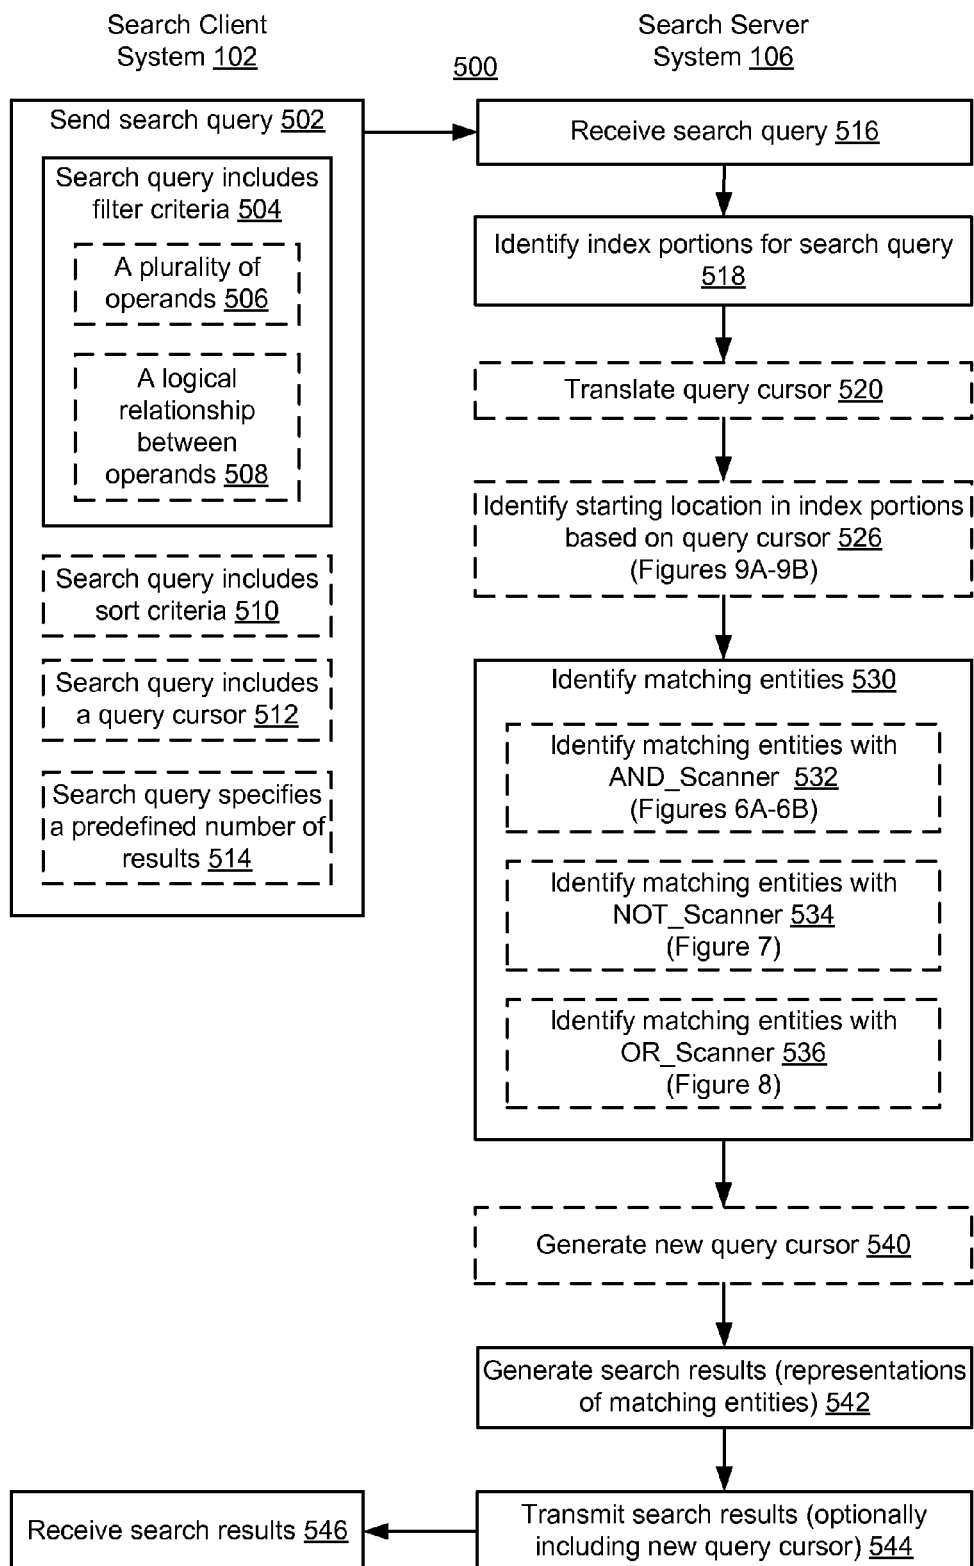 Search Client
System 102
500
Search Server
System 106
Send search query 502
Search query includes
filter criteria 504
A plurality of
operands 506
A logical
relationship
between
operands 508
Search query includes
sort criteria 510
Search query includes
a query cursor 512
Search query specifies
a predefined number of
results 514
Receive search query 516
Identify index portions for search query
518
Translate query cursor 520
Identify starting location in index portions
based on query cursor 526
(Figures 9A-9B)
Identify matching entities 530
Identify matching entities with
AND_Scanner 532
(Figures 6A-6B)
Identify matching entities with
NOT_Scanner 534
(Figure 7)
Identify matching entities with
OR_Scanner 536
(Figure 8)
Generate new query cursor 540
Generate search results (representations
of matching entities) 542
Transmit search results (optionally
including new query cursor) 544
Receive search results 546